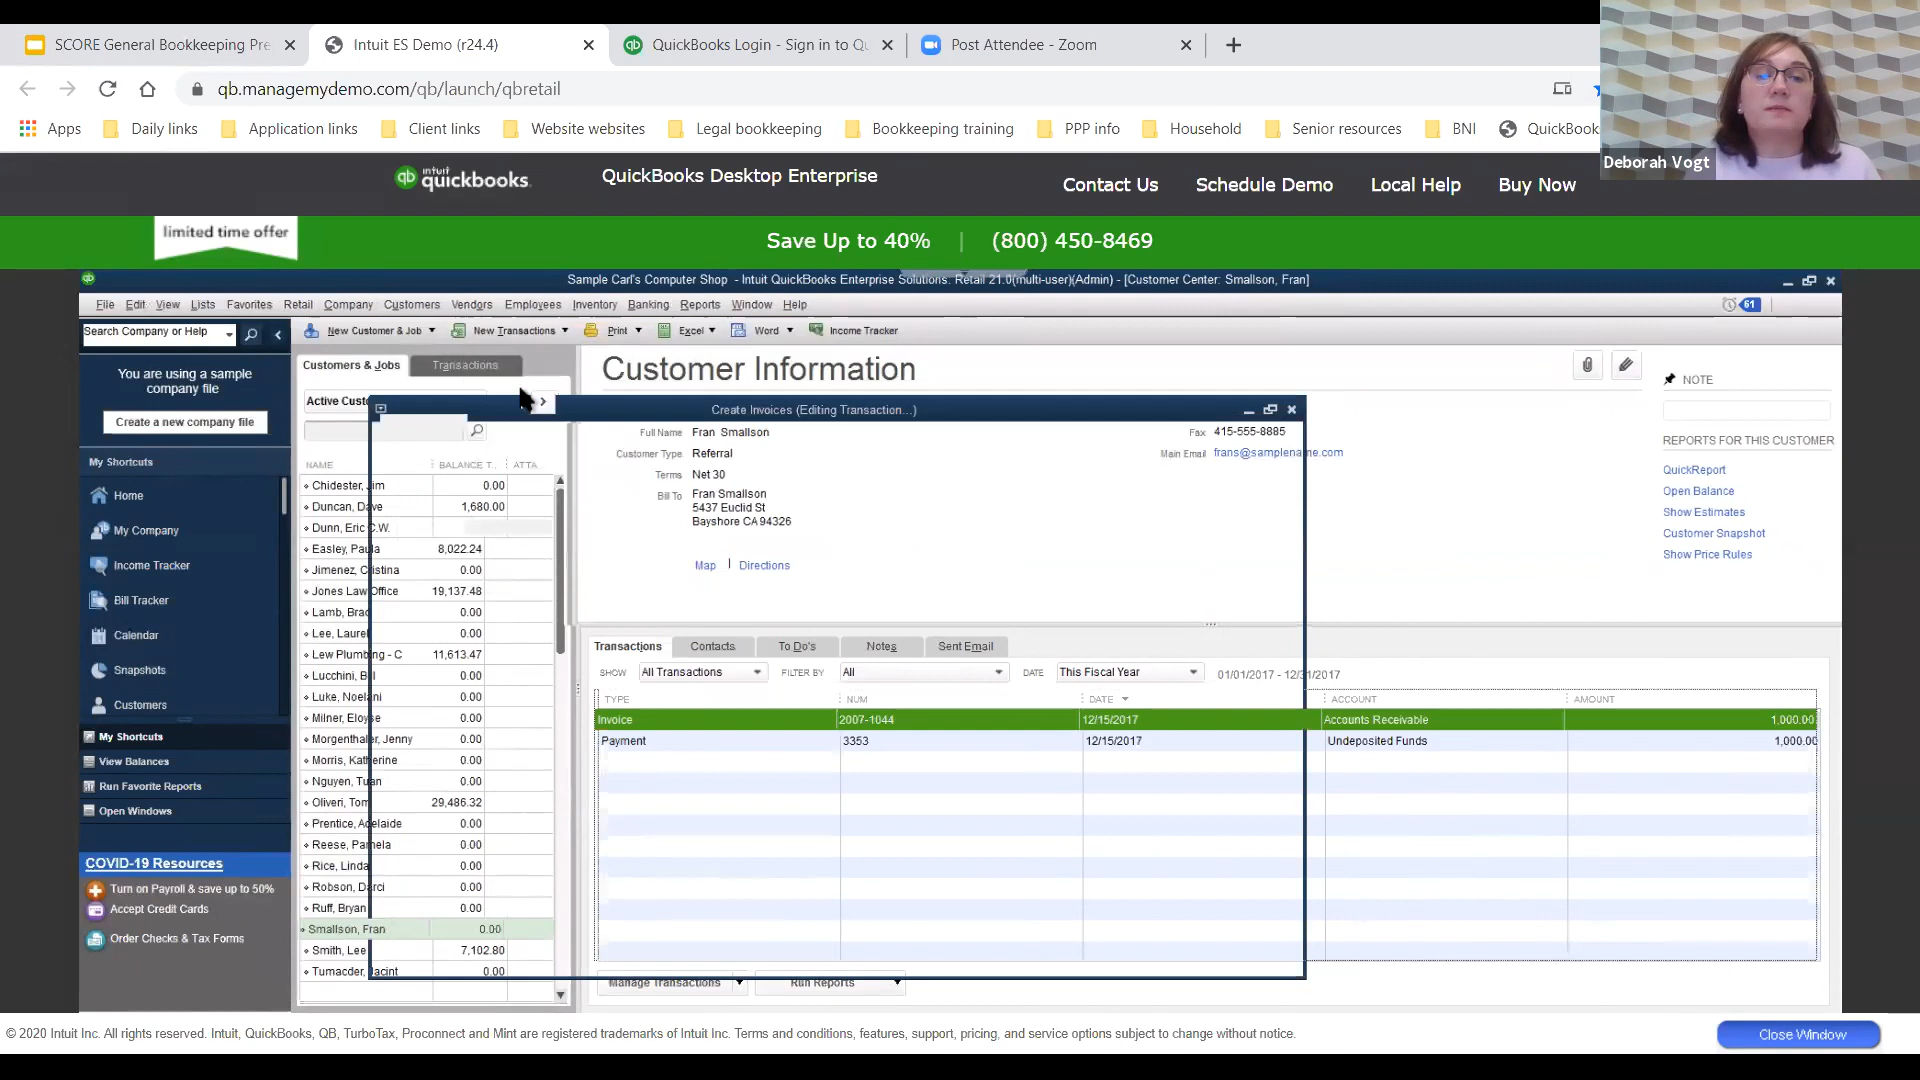 SCORE General Bookkeeping Pre
Intuit ES Demo (r24.4)
QuickBooks Login - Sign in to Qu
Post Attendee - Zoom
qb.managemydemo.com/qb/launch/qbretail
Apps Daily links Application links Client links Website websites Legal bookkeeping Bookkeeping training PPP info Household Senior resources BNI QuickBook
Deborah Vogt
intuit
qb quickbooks.
QuickBooks Desktop Enterprise
Contact Us Schedule Demo Local Help Buy Now
limited time offer
Save Up to 40% | (800) 450-8469
Sample Carl's Computer Shop - Intuit QuickBooks Enterprise Solutions: Retail 21.0(multi-user)(Admin) - [Customer Center: Smallson, Fran]
File Edit View Lists Favorites Retail Company Customers Vendors Employees Inventory Banking Reports Window Help
61
Search Company or Help
New Customer & Job New Transactions Print Excel Word Income Tracker
You are using a sample
company file
Create a new company file
My Shortcuts
Home
My Company
Income Tracker
Bill Tracker
Calendar
Snapshots
Customers
My Shortcuts
View Balances
Run Favorite Reports
Open Windows
COVID-19 Resources
Turn on Payroll & save up to 50%
Accept Credit Cards
Order Checks & Tax Forms
Customers & Jobs Transactions
Active Cust
NAME BALANCE T... ATTA
Chidester, Jim 0.00
Duncan, Dave 1,680.00
Dunn, Eric C.W.
Easley, Paula 8,022.24
Jimenez, Cristina 0.00
Jones Law Office 19,137.48
Lamb, Brad 0.00
Lee, Laurel 0.00
Lew Plumbing - C 11,613.47
Lucchini, Bill 0.00
Luke, Noelani 0.00
Milner, Eloyse 0.00
Morgenthaler, Jenny 0.00
Morris, Katherine 0.00
Nguyen, Tuan 0.00
Oliveri, Tom 29,486.32
Prentice, Adelaide 0.00
Reese, Pamela 0.00
Rice, Linda 0.00
Robson, Darci 0.00
Ruff, Bryan 0.00
Smallson, Fran 0.00
Smith, Lee 7,102.80
Tumacder, Jacint 0.00
Customer Information
Create Invoices (Editing Transaction...)
Full Name Fran Smallson
Customer Type Referral
Terms Net 30
Bill To Fran Smallson
5437 Euclid St
Bayshore CA 94326
Map | Directions
Fax 415-555-8885
Main Email frans@samplename.com
NOTE
REPORTS FOR THIS CUSTOMER
QuickReport
Open Balance
Show Estimates
Customer Snapshot
Show Price Rules
Transactions Contacts To Do's Notes Sent Email
SHOW All Transactions FILTER BY All DATE This Fiscal Year 01/01/2017 - 12/31/2017
TYPE NUM DATE ACCOUNT AMOUNT
Invoice 2007-1044 12/15/2017 Accounts Receivable 1,000.00
Payment 3353 12/15/2017 Undeposited Funds 1,000.00
Manage Transactions Run Reports
© 2020 Intuit Inc. All rights reserved. Intuit, QuickBooks, QB, TurboTax, Proconnect and Mint are registered trademarks of Intuit Inc. Terms and conditions, features, support, pricing, and service options subject to change without notice.
Close Window